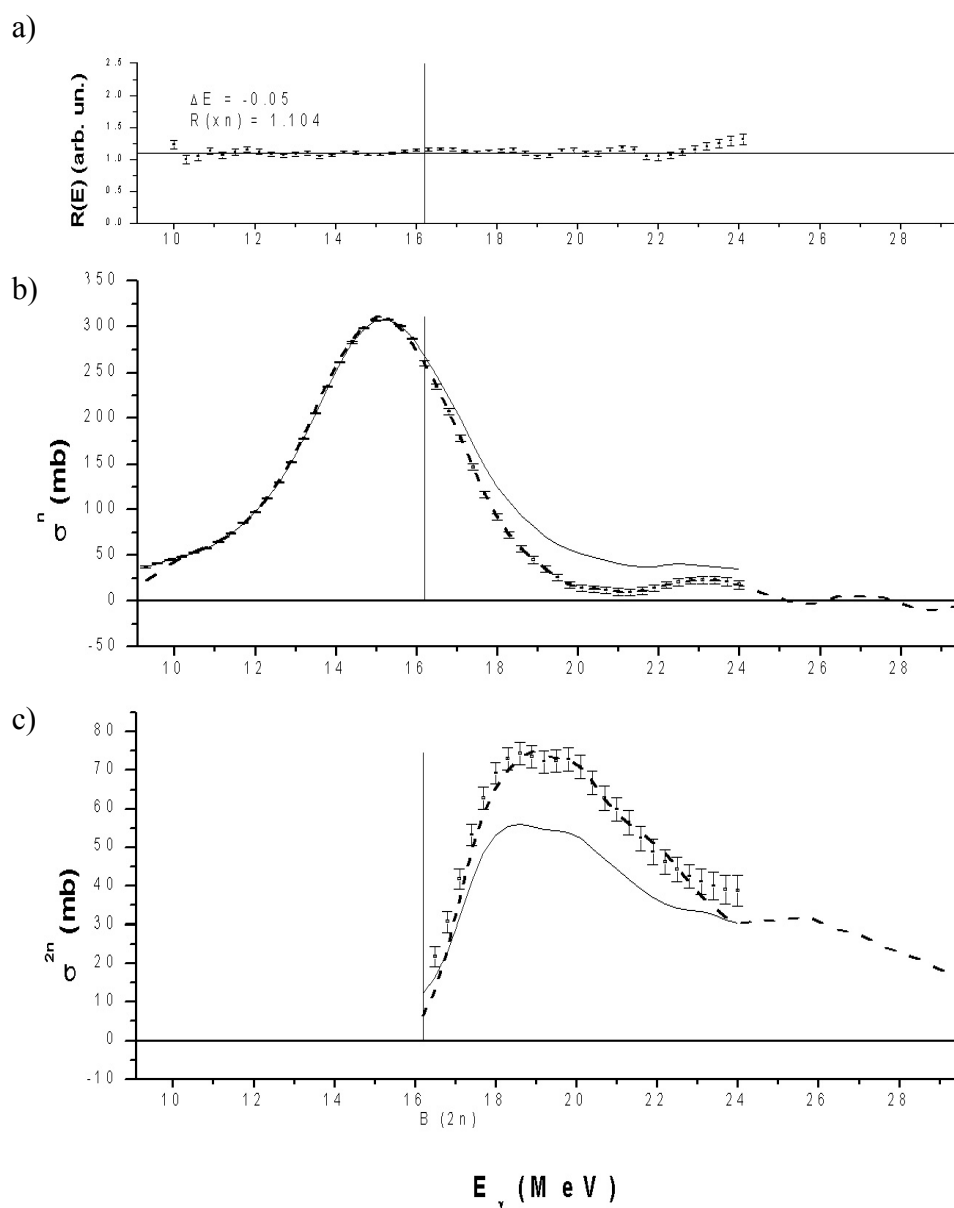 a)
R(E) (arb. un.)
2.5
2.0
1.5
1.0
0.5
0.0
ΔE = -0.05
R(xn) = 1.104
10 12 14 16 18 20 22 24 26 28
b)
σⁿ (mb)
350
300
250
200
150
100
50
0
-50
10 12 14 16 18 20 22 24 26 28
c)
σ²ⁿ (mb)
80
70
60
50
40
30
20
10
0
-10
10 12 14 16 18 20 22 24 26 28
B (2n)
Eᵧ (MeV)